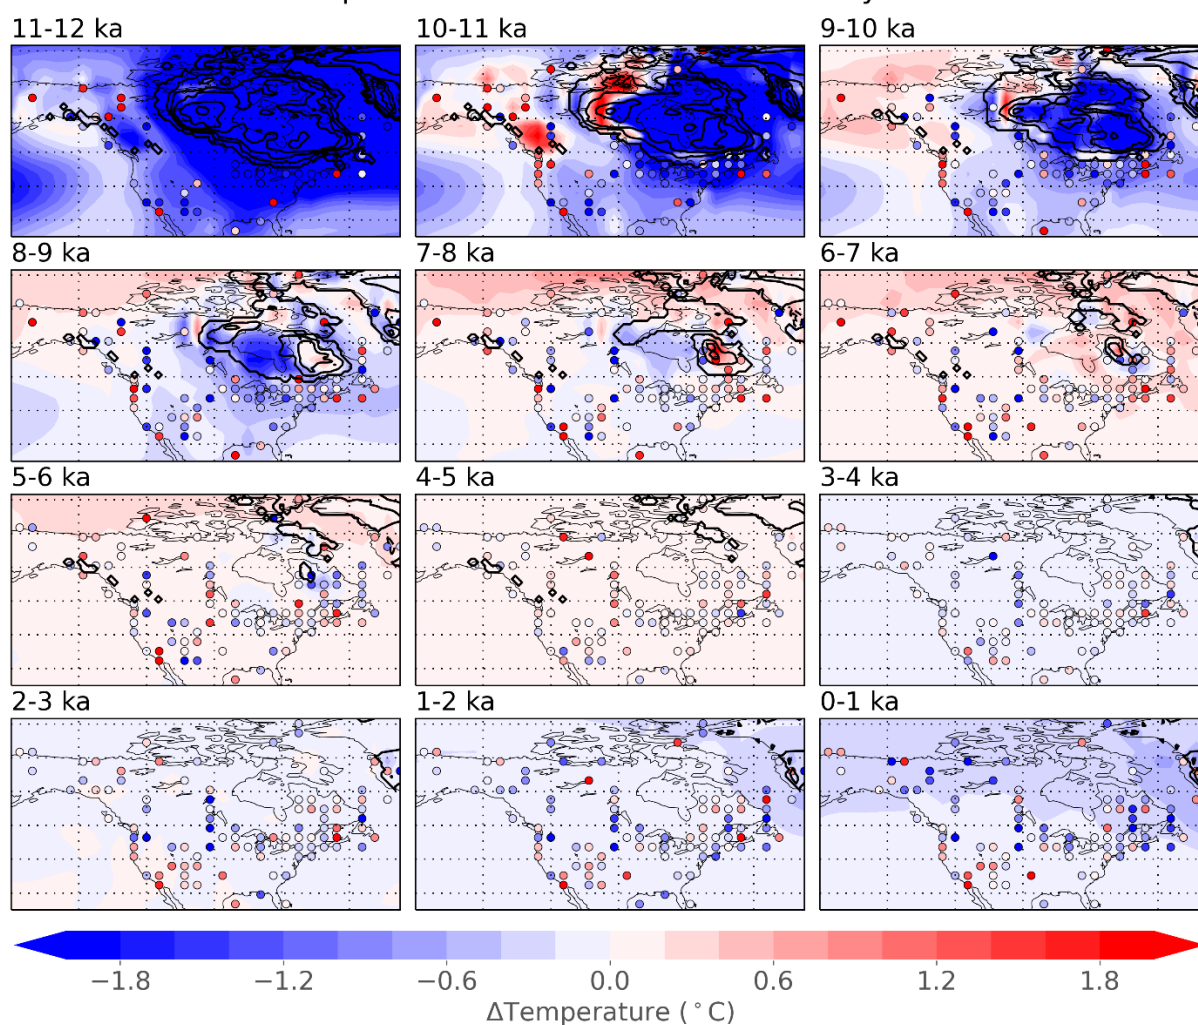 11-12 ka
10-11 ka
9-10 ka
8-9 ka
7-8 ka
6-7 ka
5-6 ka
4-5 ka
3-4 ka
2-3 ka
1-2 ka
0-1 ka
−1.8 −1.2 −0.6 0.0 0.6 1.2 1.8
ΔTemperature (°C)